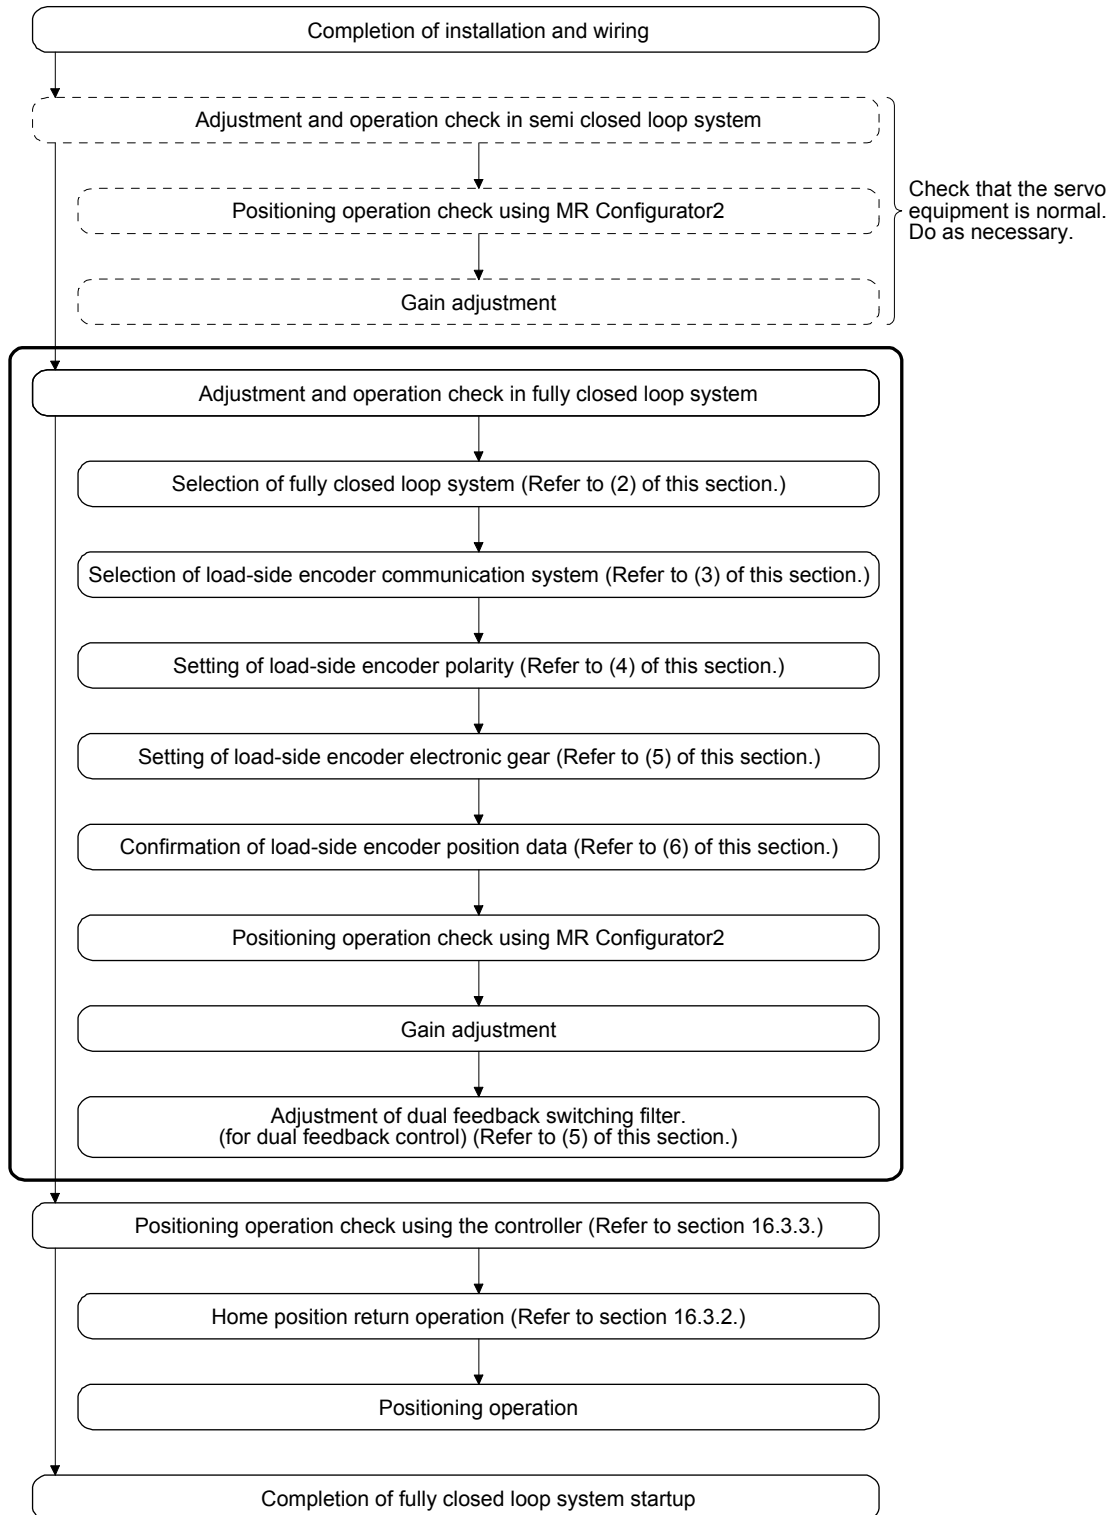 Completion of installation and wiring
Adjustment and operation check in semi closed loop system
Positioning operation check using MR Configurator2
Gain adjustment
Check that the servo
equipment is normal.
Do as necessary.
Adjustment and operation check in fully closed loop system
Selection of fully closed loop system (Refer to (2) of this section.)
Selection of load-side encoder communication system (Refer to (3) of this section.)
Setting of load-side encoder polarity (Refer to (4) of this section.)
Setting of load-side encoder electronic gear (Refer to (5) of this section.)
Confirmation of load-side encoder position data (Refer to (6) of this section.)
Positioning operation check using MR Configurator2
Gain adjustment
Adjustment of dual feedback switching filter.
(for dual feedback control) (Refer to (5) of this section.)
Positioning operation check using the controller (Refer to section 16.3.3.)
Home position return operation (Refer to section 16.3.2.)
Positioning operation
Completion of fully closed loop system startup